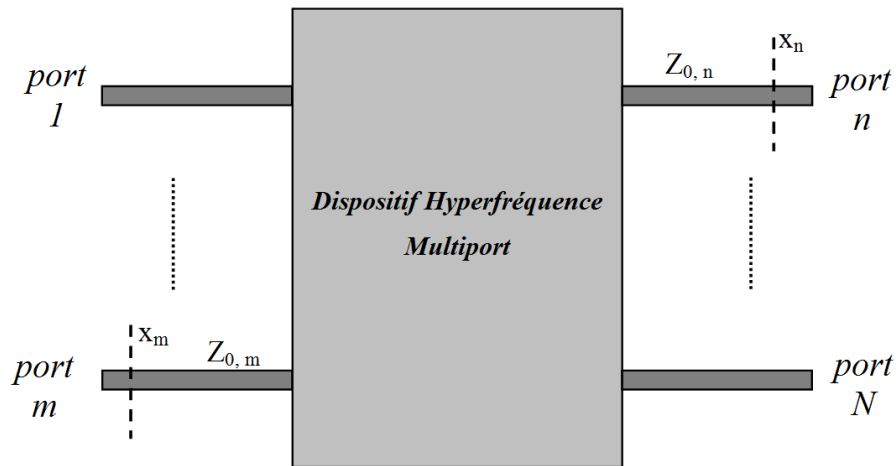 port
1
Z0, n
xn
port
n
Dispositif Hyperfréquence
Multiport
port
m
xm
Z0, m
port
N